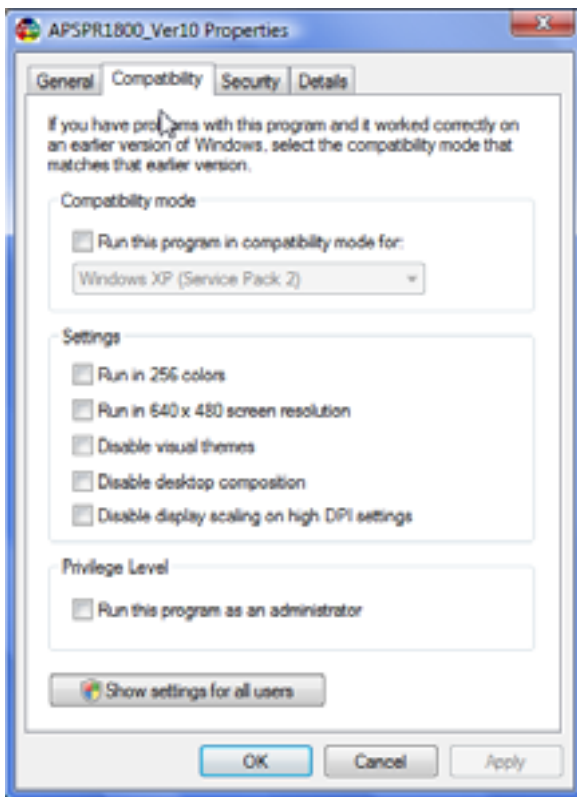 APSPR1800_Ver10 Properties
General Compatibility Security Details
If you have problems with this program and it worked correctly on
an earlier version of Windows, select the compatibility mode that
matches that earlier version.
Compatibility mode
Run this program in compatibility mode for:
Windows XP (Service Pack 2)
Settings
Run in 256 colors
Run in 640 x 480 screen resolution
Disable visual themes
Disable desktop composition
Disable display scaling on high DPI settings
Privilege Level
Run this program as an administrator
Show settings for all users
OK Cancel Apply